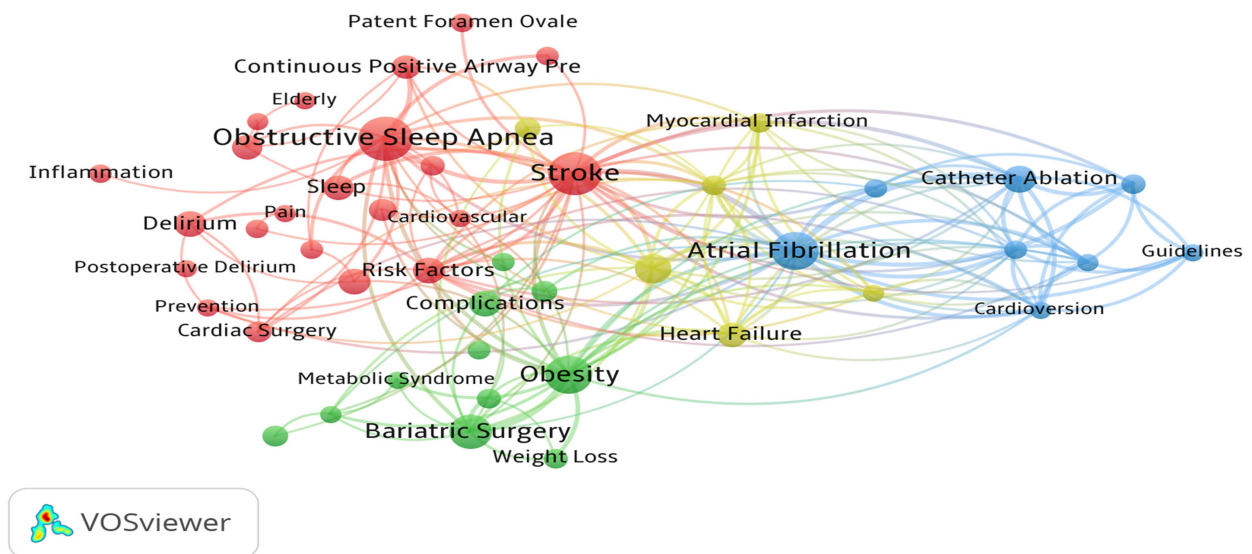 Patent Foramen Ovale
Continuous Positive Airway Pre
Elderly
Myocardial Infarction
Obstructive Sleep Apnea
Inflammation
Stroke
Catheter Ablation
Sleep
Pain
Cardiovascular
Delirium
Atrial Fibrillation
Guidelines
Postoperative Delirium
Risk Factors
Prevention
Complications
Cardioversion
Cardiac Surgery
Heart Failure
Obesity
Metabolic Syndrome
Bariatric Surgery
Weight Loss
VOSviewer